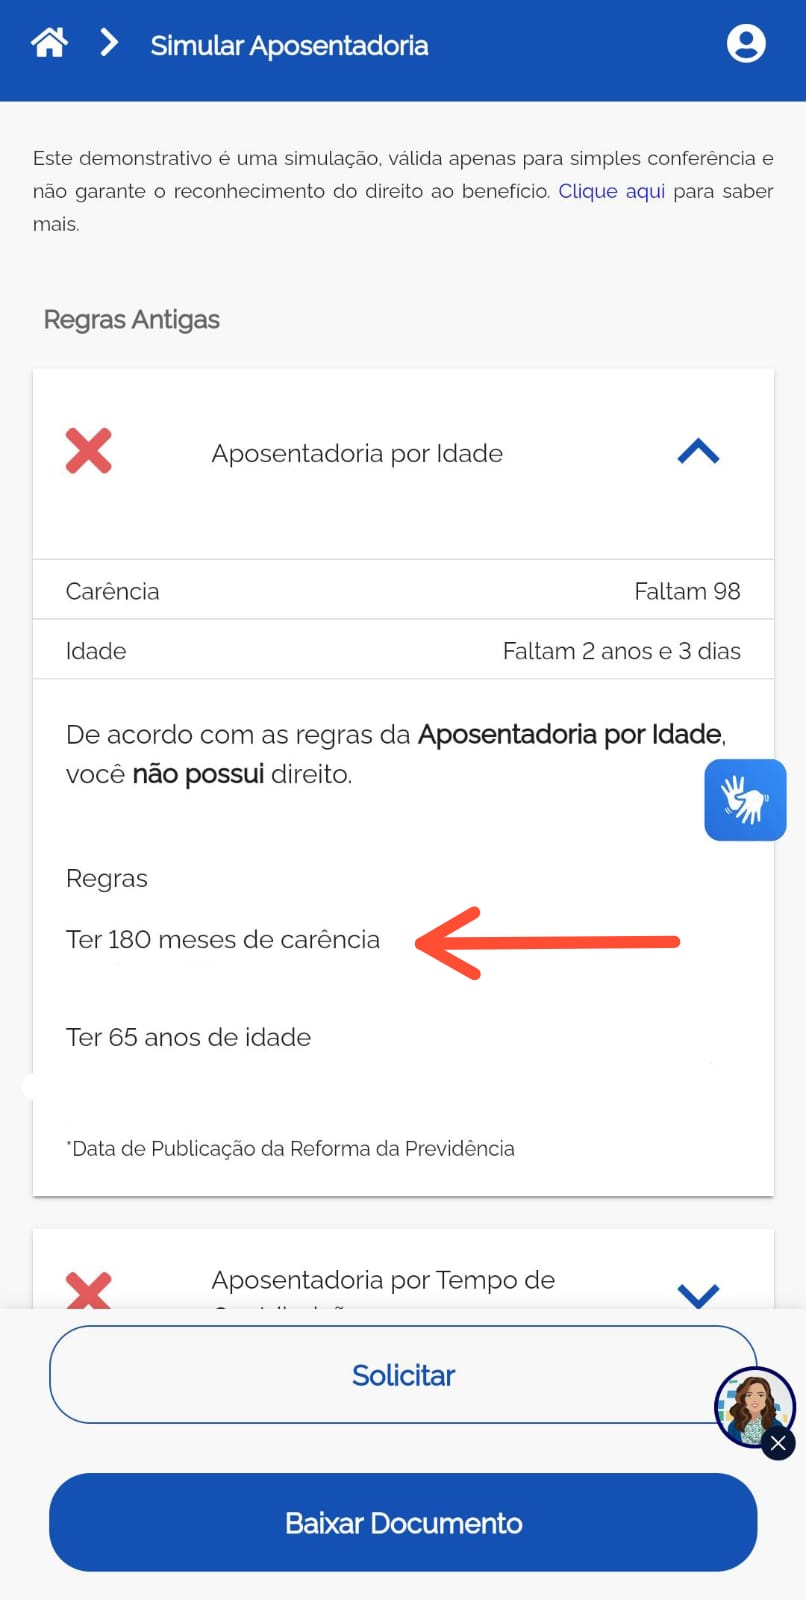 Simular Aposentadoria
Este demonstrativo é uma simulação, válida apenas para simples conferência e
não garante o reconhecimento do direito ao benefício. Clique aqui para saber
mais.
Regras Antigas
Aposentadoria por Idade
Carência Faltam 98
Idade Faltam 2 anos e 3 dias
De acordo com as regras da Aposentadoria por Idade,
você não possui direito.
Regras
Ter 180 meses de carência
Ter 65 anos de idade
*Data de Publicação da Reforma da Previdência
Aposentadoria por Tempo de
Solicitar
Baixar Documento